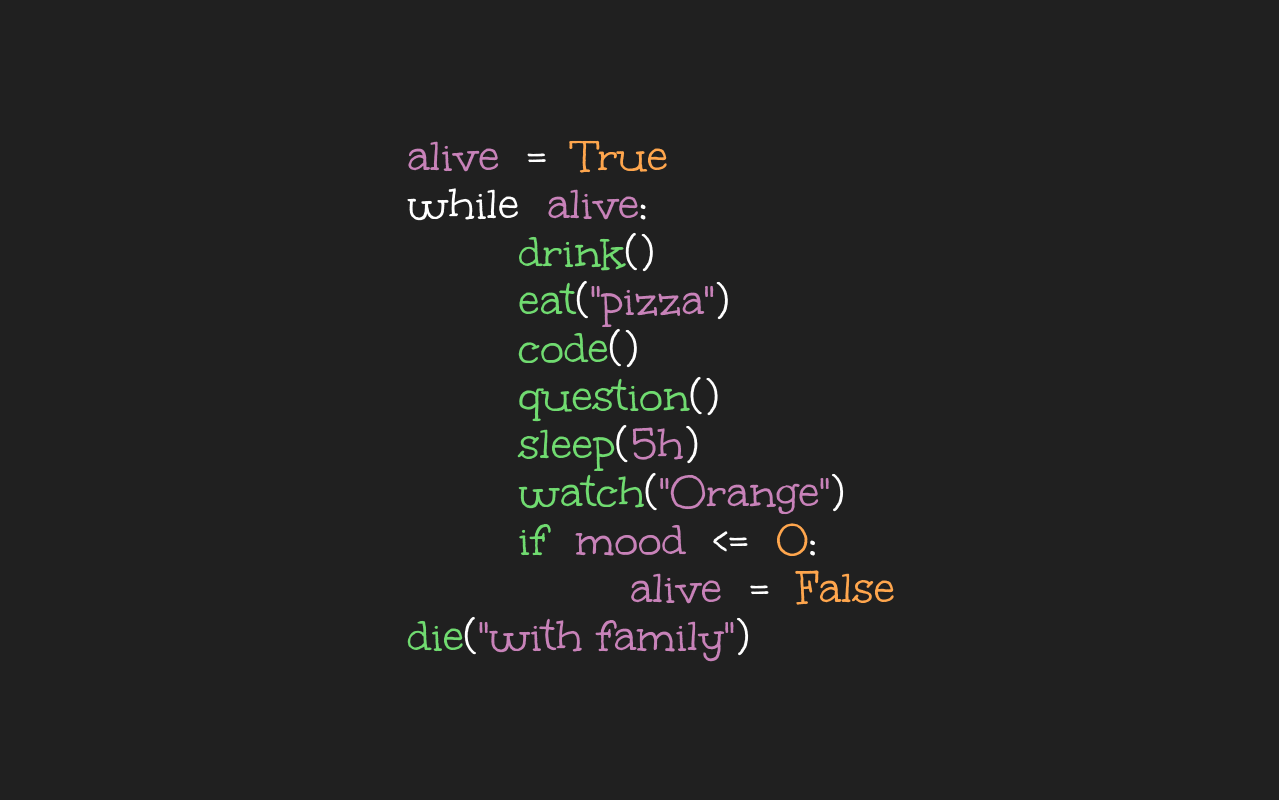 alive = True
while alive:
drink()
eat("pizza")
code()
question()
sleep(5h)
watch("Orange")
if mood <= 0:
alive = False
die("with family")